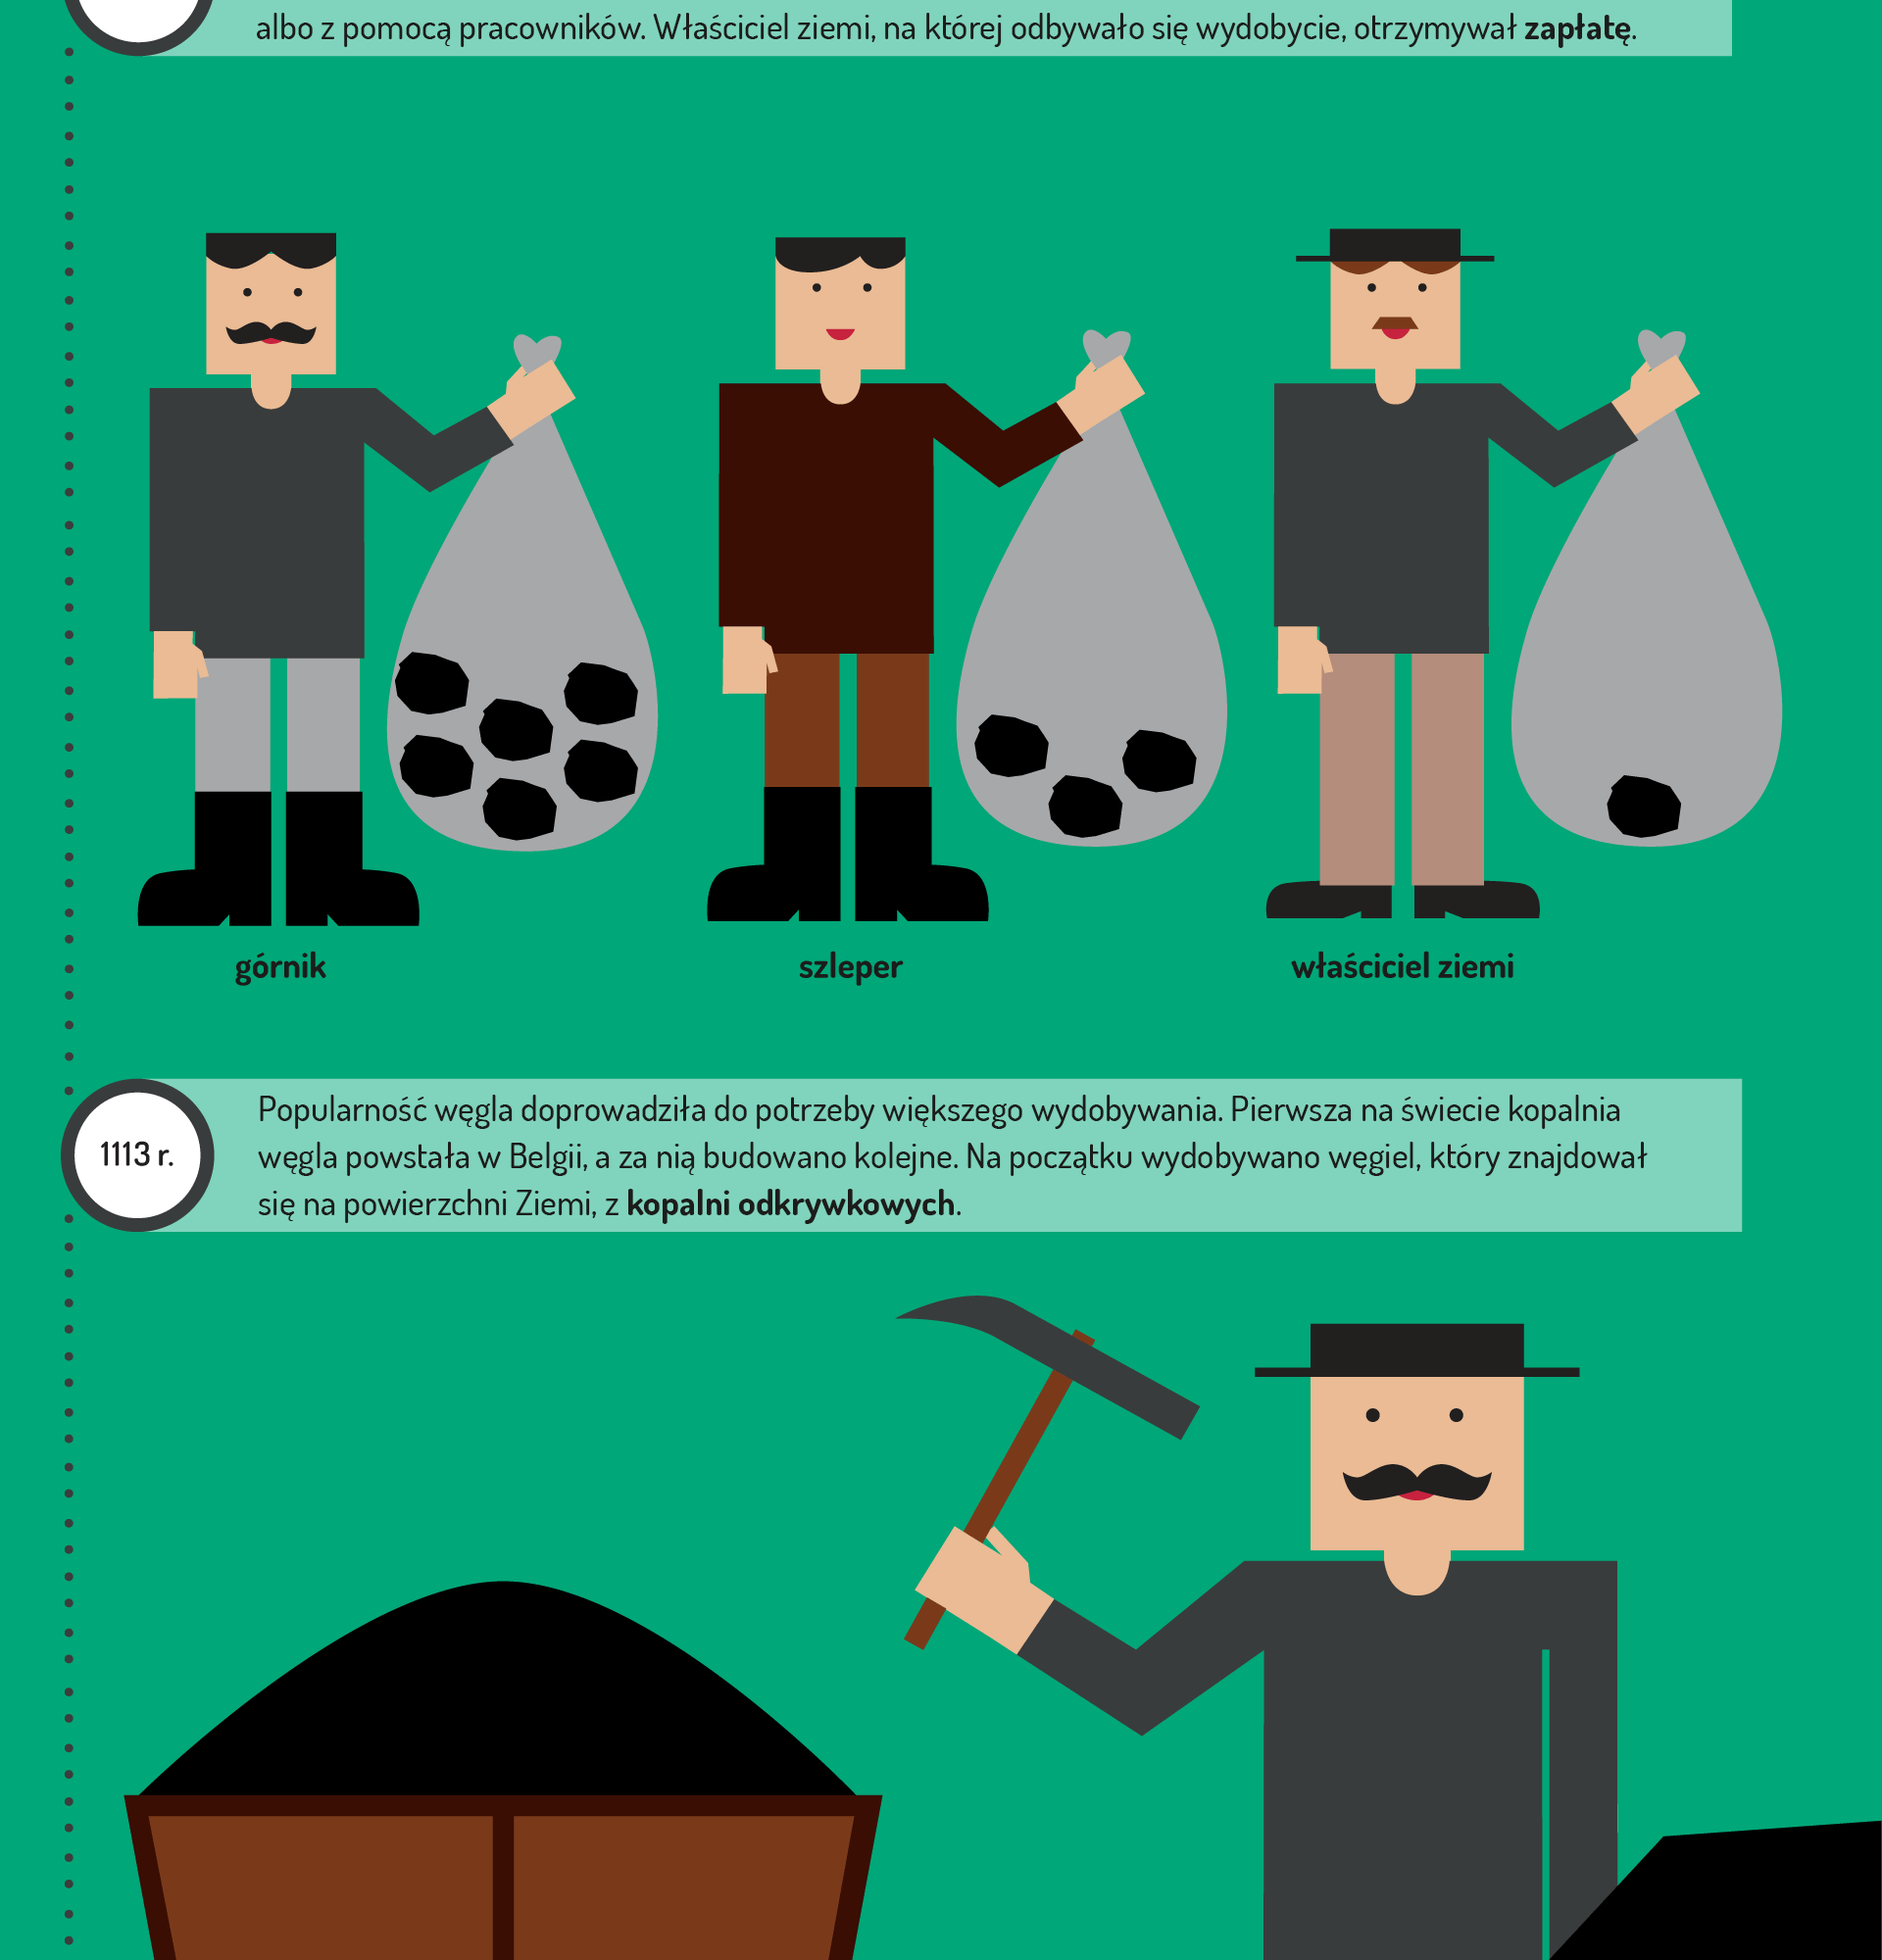 albo z pomocą pracowników. Właściciel ziemi, na której odbywało się wydobycie, otrzymywał zapłatę.
górnik
szleper
właściciel ziemi
1113 r.
Popularność węgla doprowadziła do potrzeby większego wydobywania. Pierwsza na świecie kopalnia
węgla powstała w Belgii, a za nią budowano kolejne. Na początku wydobywano węgiel, który znajdował
się na powierzchni Ziemi, z kopalni odkrywkowych.